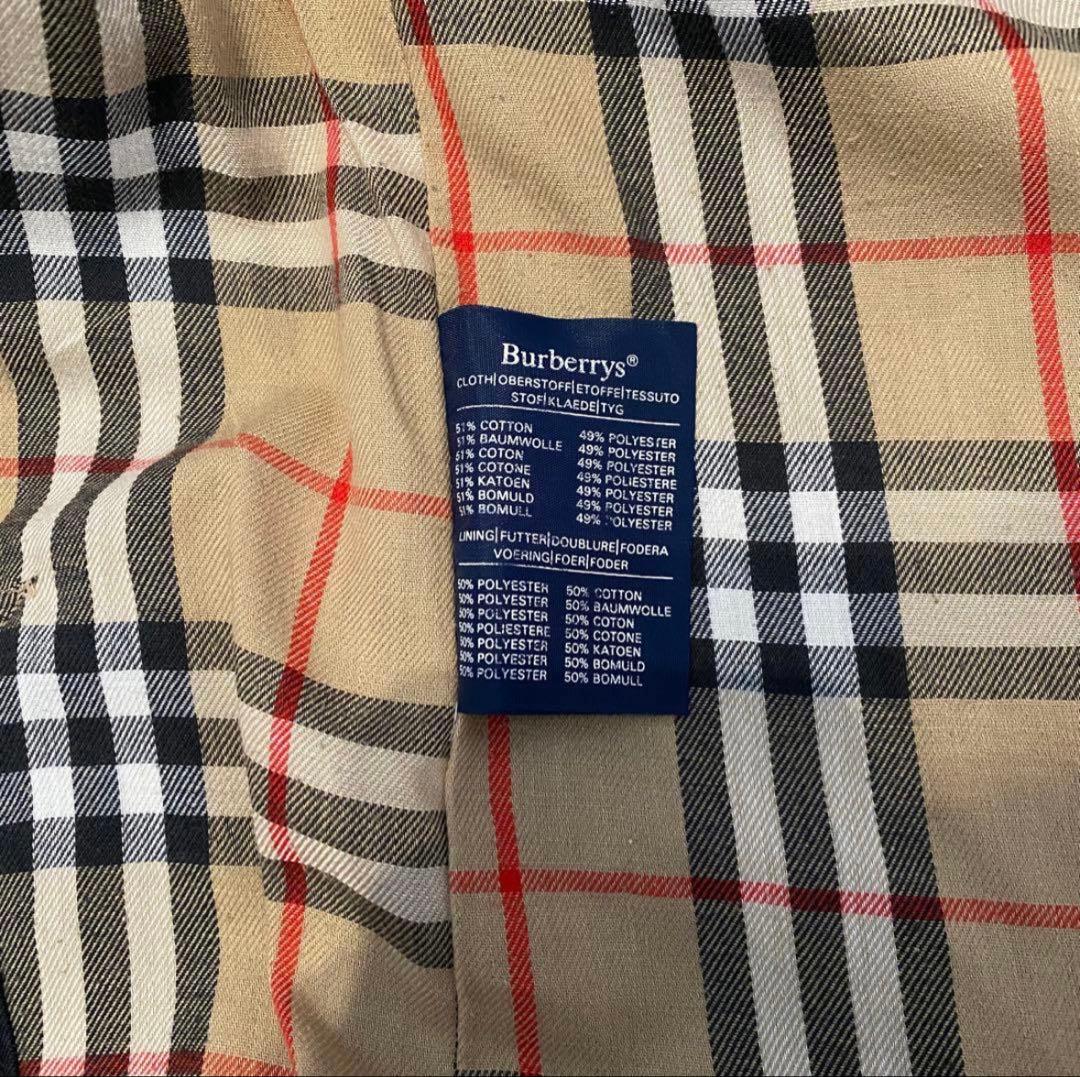 Burberrys®
CLOTH|OBERSTOFF|ETOFFE|TESSUTO
STOF|KLAEDE|TYG
51% COTTON 49% POLYESTER
51% BAUMWOLLE 49% POLYESTER
51% COTON 49% POLYESTER
51% COTONE 49% POLIESTERE
51% KATOEN 49% POLYESTER
51% BOMULD 49% POLYESTER
51% BOMULL 49% POLYESTER
LINING|FUTTER|DOUBLURE|FODERA
VOERING|FOER|FODER
50% POLYESTER 50% COTTON
50% POLYESTER 50% BAUMWOLLE
50% POLYESTER 50% COTON
50% POLIESTERE 50% COTONE
50% POLYESTER 50% KATOEN
50% POLYESTER 50% BOMULD
50% POLYESTER 50% BOMULL